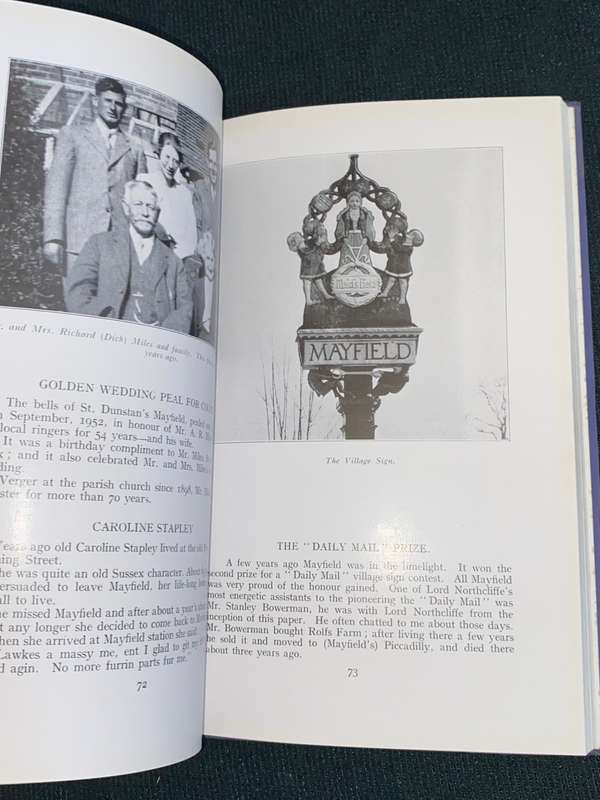 and Mrs. Richard (Dick) Miles and family. The
years ago.
GOLDEN WEDDING PEAL FOR
The bells of St. Dunstan's Mayfield, pealed
September, 1952, in honour of Mr. A. R.
local ringers for 54 years—and his wife.
It was a birthday compliment to Mr. Miles
; and it also celebrated Mr. and Mrs. Miles
ding.
Verger at the parish church since 1898, Mr.
ster for more than 70 years.
CAROLINE STAPLEY
ears ago old Caroline Stapley lived at the
ning Street.
he was quite an old Sussex character. About
ersuaded to leave Mayfield, her life-long
all to live.
he missed Mayfield and after about a year
t any longer she decided to come back to
hen she arrived at Mayfield station she said
Lawkes a massy me, ent I glad to git
d agin. No more furrin parts fur me."
72
Maid's Field
MAYFIELD
The Village Sign.
THE "DAILY MAIL" PRIZE.
A few years ago Mayfield was in the limelight. It won the
second prize for a "Daily Mail" village sign contest. All Mayfield
was very proud of the honour gained. One of Lord Northcliffe's
most energetic assistants to the pioneering the "Daily Mail" was
Mr. Stanley Bowerman, he was with Lord Northcliffe from the
inception of this paper. He often chatted to me about those days.
Mr. Bowerman bought Rolfs Farm; after living there a few years
he sold it and moved to (Mayfield's) Piccadilly, and died there
about three years ago.
73